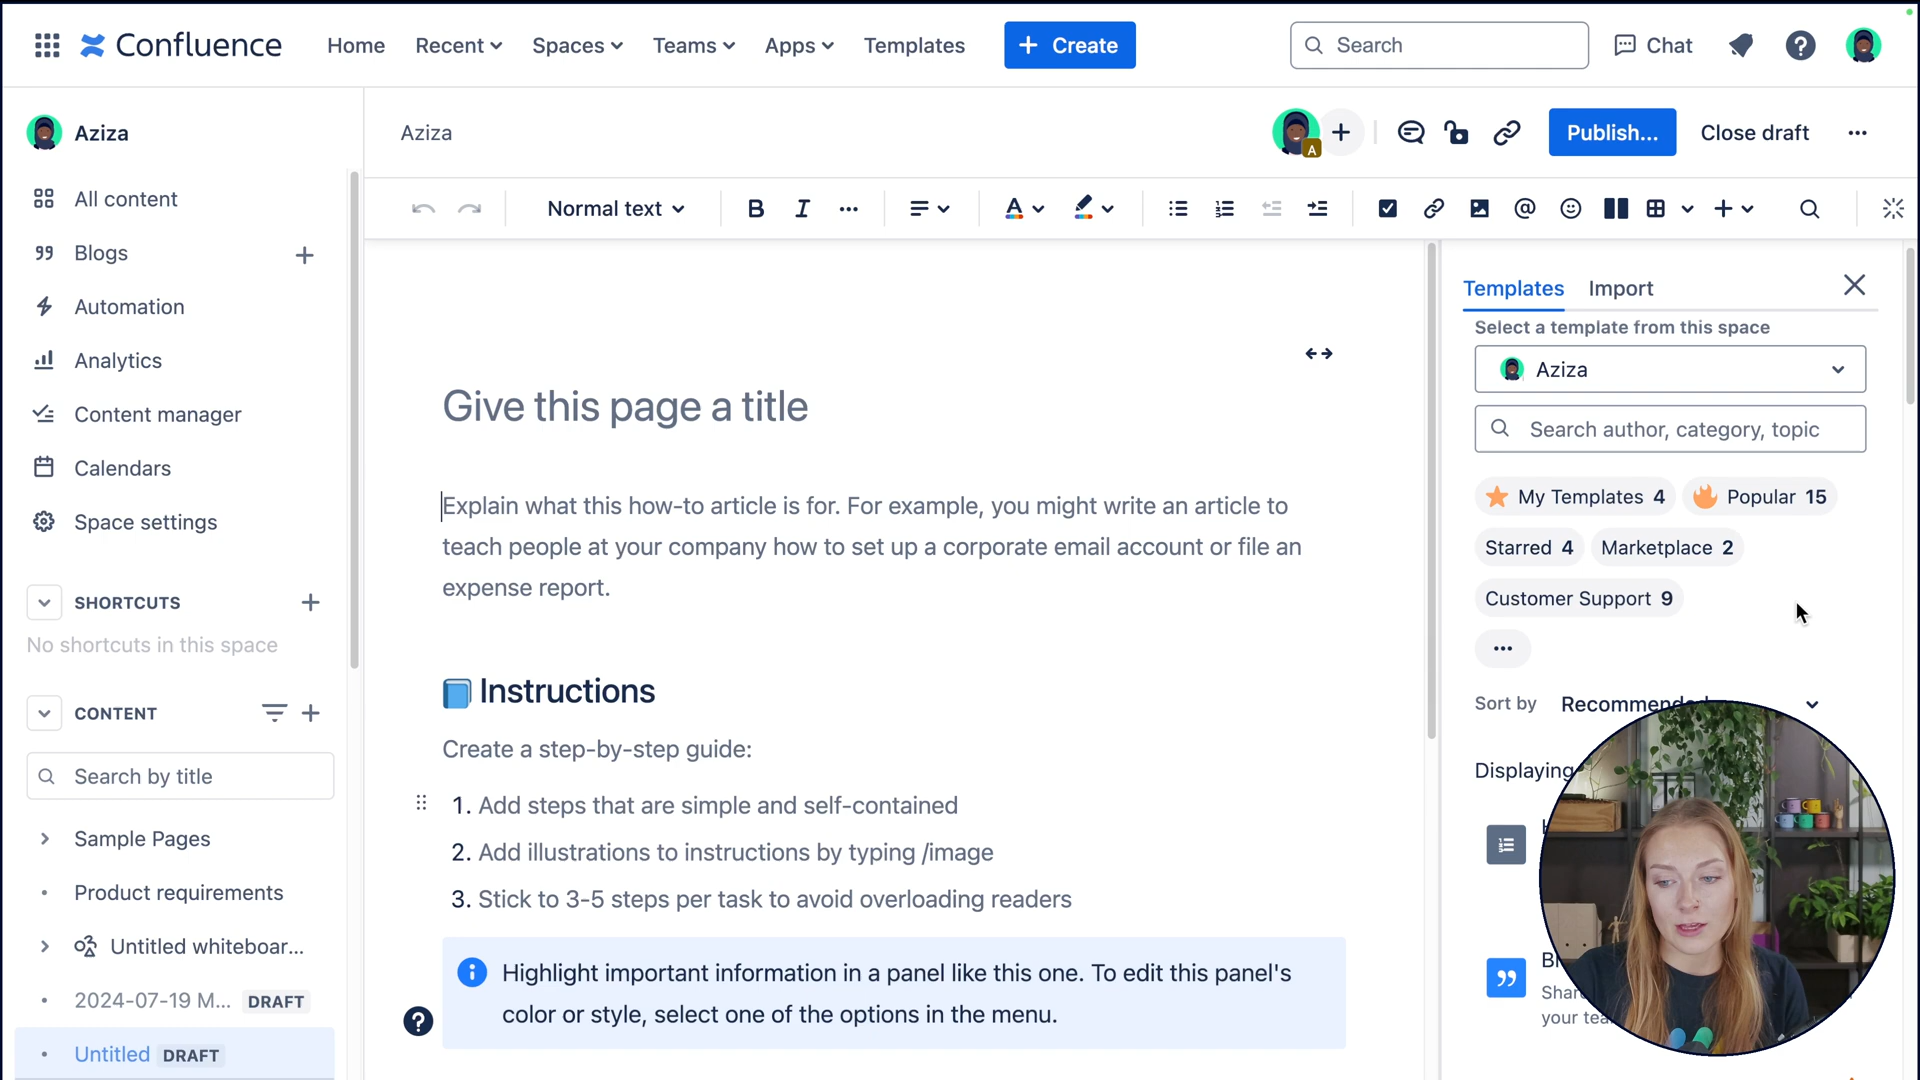 Confluence
Home
Recent
Spaces
Teams
Apps
Templates
+ Create
Search
Chat
?
Aziza
All content
Blogs
Automation
Analytics
Content manager
Calendars
Space settings
SHORTCUTS
No shortcuts in this space
CONTENT
Search by title
Sample Pages
Product requirements
Untitled whiteboar...
2024-07-19 M... DRAFT
Untitled DRAFT
Aziza
A
Publish...
Close draft
Normal text
B I
A
Give this page a title
Explain what this how-to article is for. For example, you might write an article to
teach people at your company how to set up a corporate email account or file an
expense report.
Instructions
Create a step-by-step guide:
1. Add steps that are simple and self-contained
2. Add illustrations to instructions by typing /image
3. Stick to 3-5 steps per task to avoid overloading readers
Highlight important information in a panel like this one. To edit this panel's
color or style, select one of the options in the menu.
?
Templates
Import
Select a template from this space
Aziza
Search author, category, topic
My Templates 4
Popular 15
Starred 4
Marketplace 2
Customer Support 9
Sort by
Recommended
Displaying
your